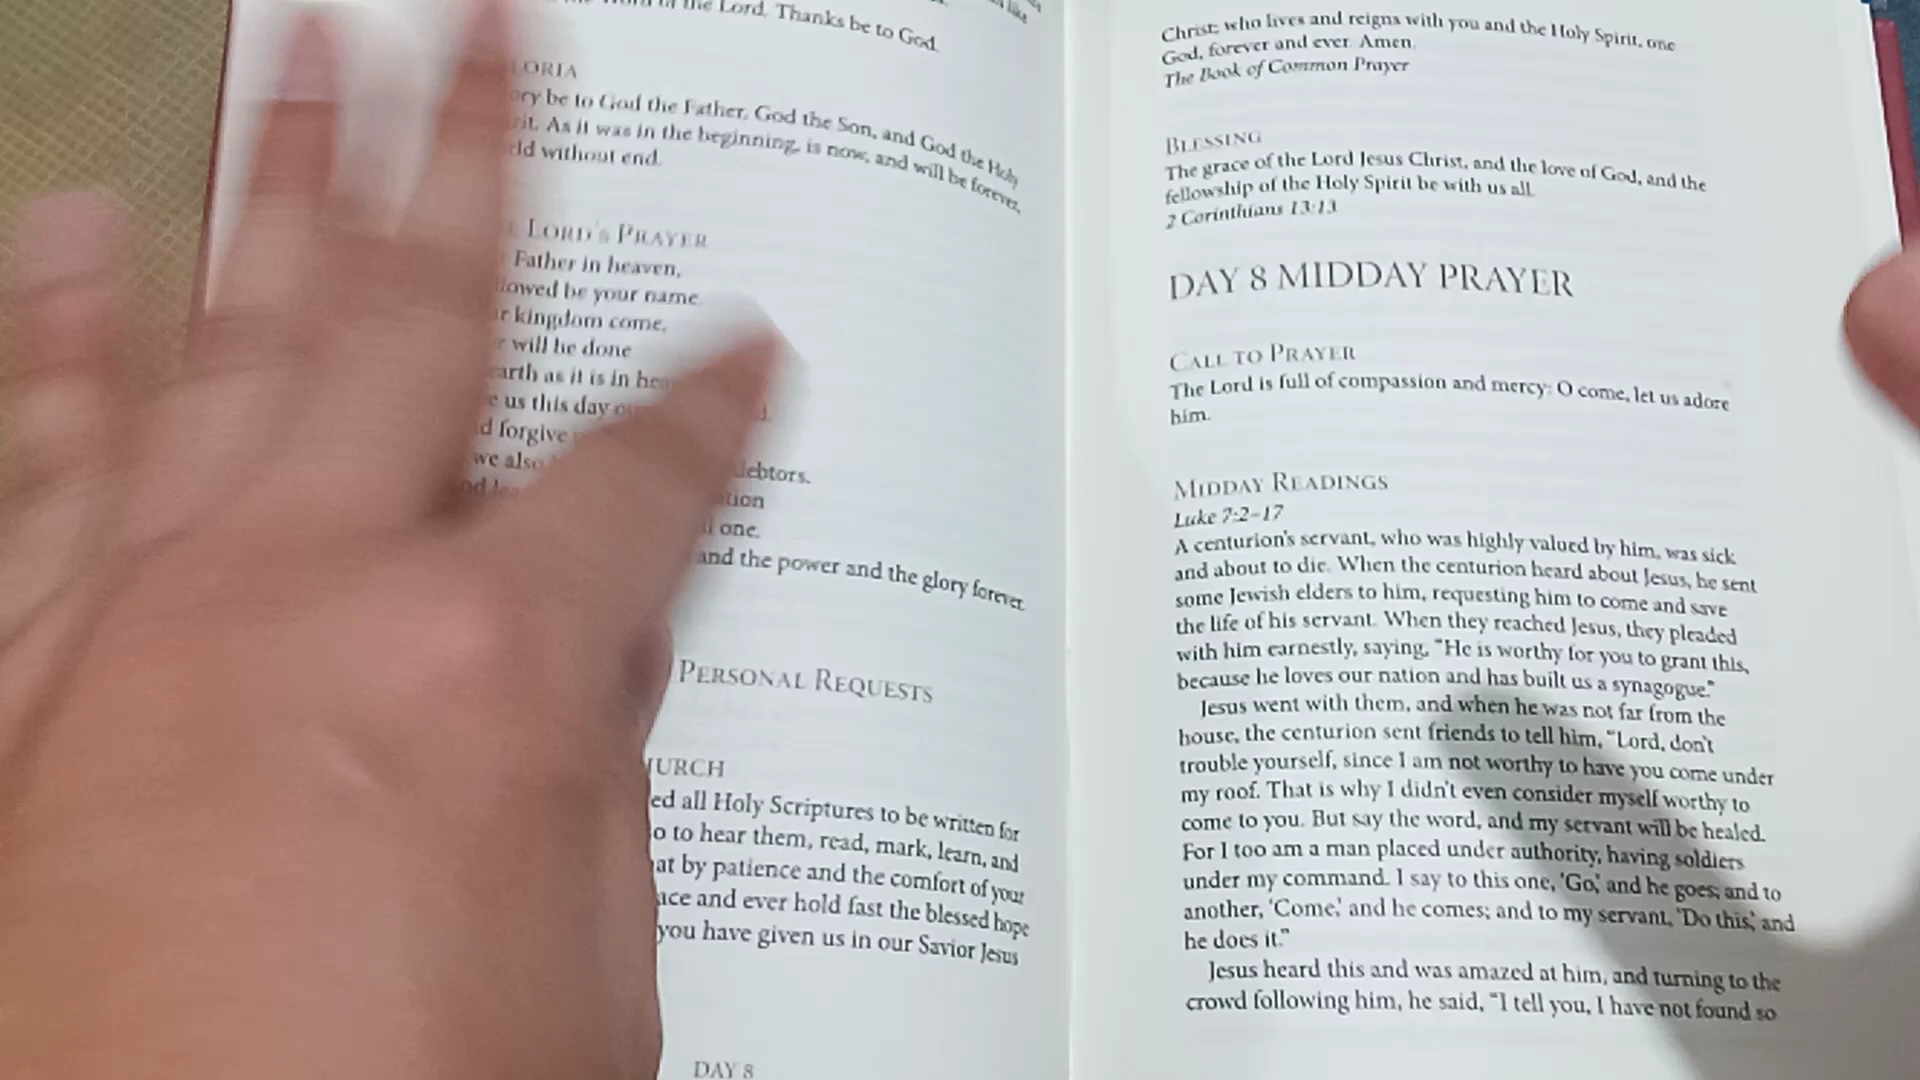 the Lord. Thanks be to God.
be to God the Father, God the Son, and God the Holy
As it was in the beginning, is now, and will be forever,
without end.
LORD'S PRAYER
Father in heaven,
be your name.
kingdom come,
will be done
as it is in
us this day
forgive
we also
debtors.
one.
and the power and the glory forever.
PERSONAL REQUESTS
all Holy Scriptures to be written for
to hear them, read, mark, learn, and
by patience and the comfort of your
and ever hold fast the blessed hope
you have given us in our Savior Jesus
DAY 8
Christ; who lives and reigns with you and the Holy Spirit, one
God, forever and ever. Amen.
The Book of Common Prayer
BLESSING
The grace of the Lord Jesus Christ, and the love of God, and the
fellowship of the Holy Spirit be with us all.
2 Corinthians 13:13
DAY 8 MIDDAY PRAYER
CALL TO PRAYER
The Lord is full of compassion and mercy: O come, let us adore
him.
MIDDAY READINGS
Luke 7:2–17
A centurion's servant, who was highly valued by him, was sick
and about to die. When the centurion heard about Jesus, he sent
some Jewish elders to him, requesting him to come and save
the life of his servant. When they reached Jesus, they pleaded
with him earnestly, saying, “He is worthy for you to grant this,
because he loves our nation and has built us a synagogue.”
Jesus went with them, and when he was not far from the
house, the centurion sent friends to tell him, “Lord, don't
trouble yourself, since I am not worthy to have you come under
my roof. That is why I didn't even consider myself worthy to
come to you. But say the word, and my servant will be healed.
For I too am a man placed under authority, having soldiers
under my command. I say to this one, ‘Go,’ and he goes; and to
another, ‘Come,’ and he comes; and to my servant, ‘Do this,’ and
he does it.”
Jesus heard this and was amazed at him, and turning to the
crowd following him, he said, “I tell you, I have not found so